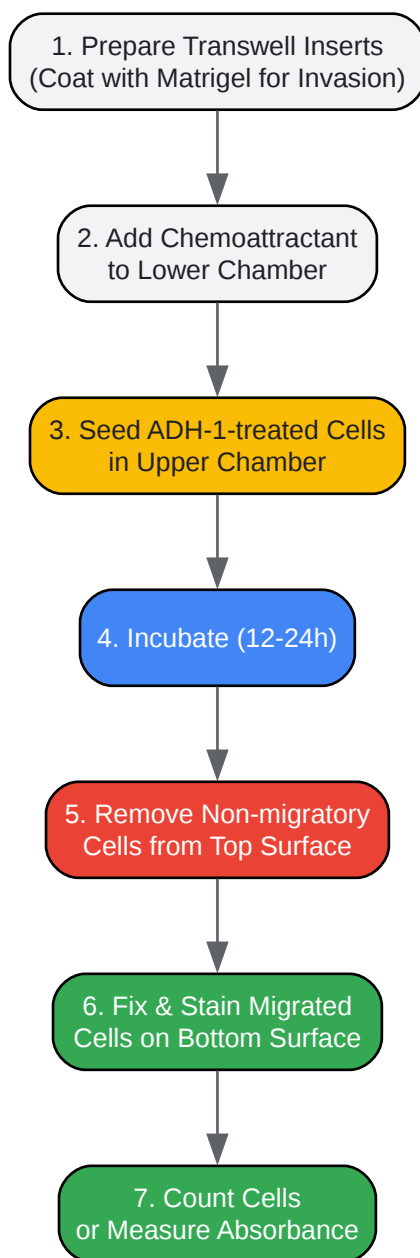 1. Prepare Transwell Inserts
(Coat with Matrigel for Invasion)
2. Add Chemoattractant
to Lower Chamber
3. Seed ADH-1-treated Cells
in Upper Chamber
4. Incubate (12-24h)
5. Remove Non-migratory
Cells from Top Surface
6. Fix & Stain Migrated
Cells on Bottom Surface
7. Count Cells
or Measure Absorbance